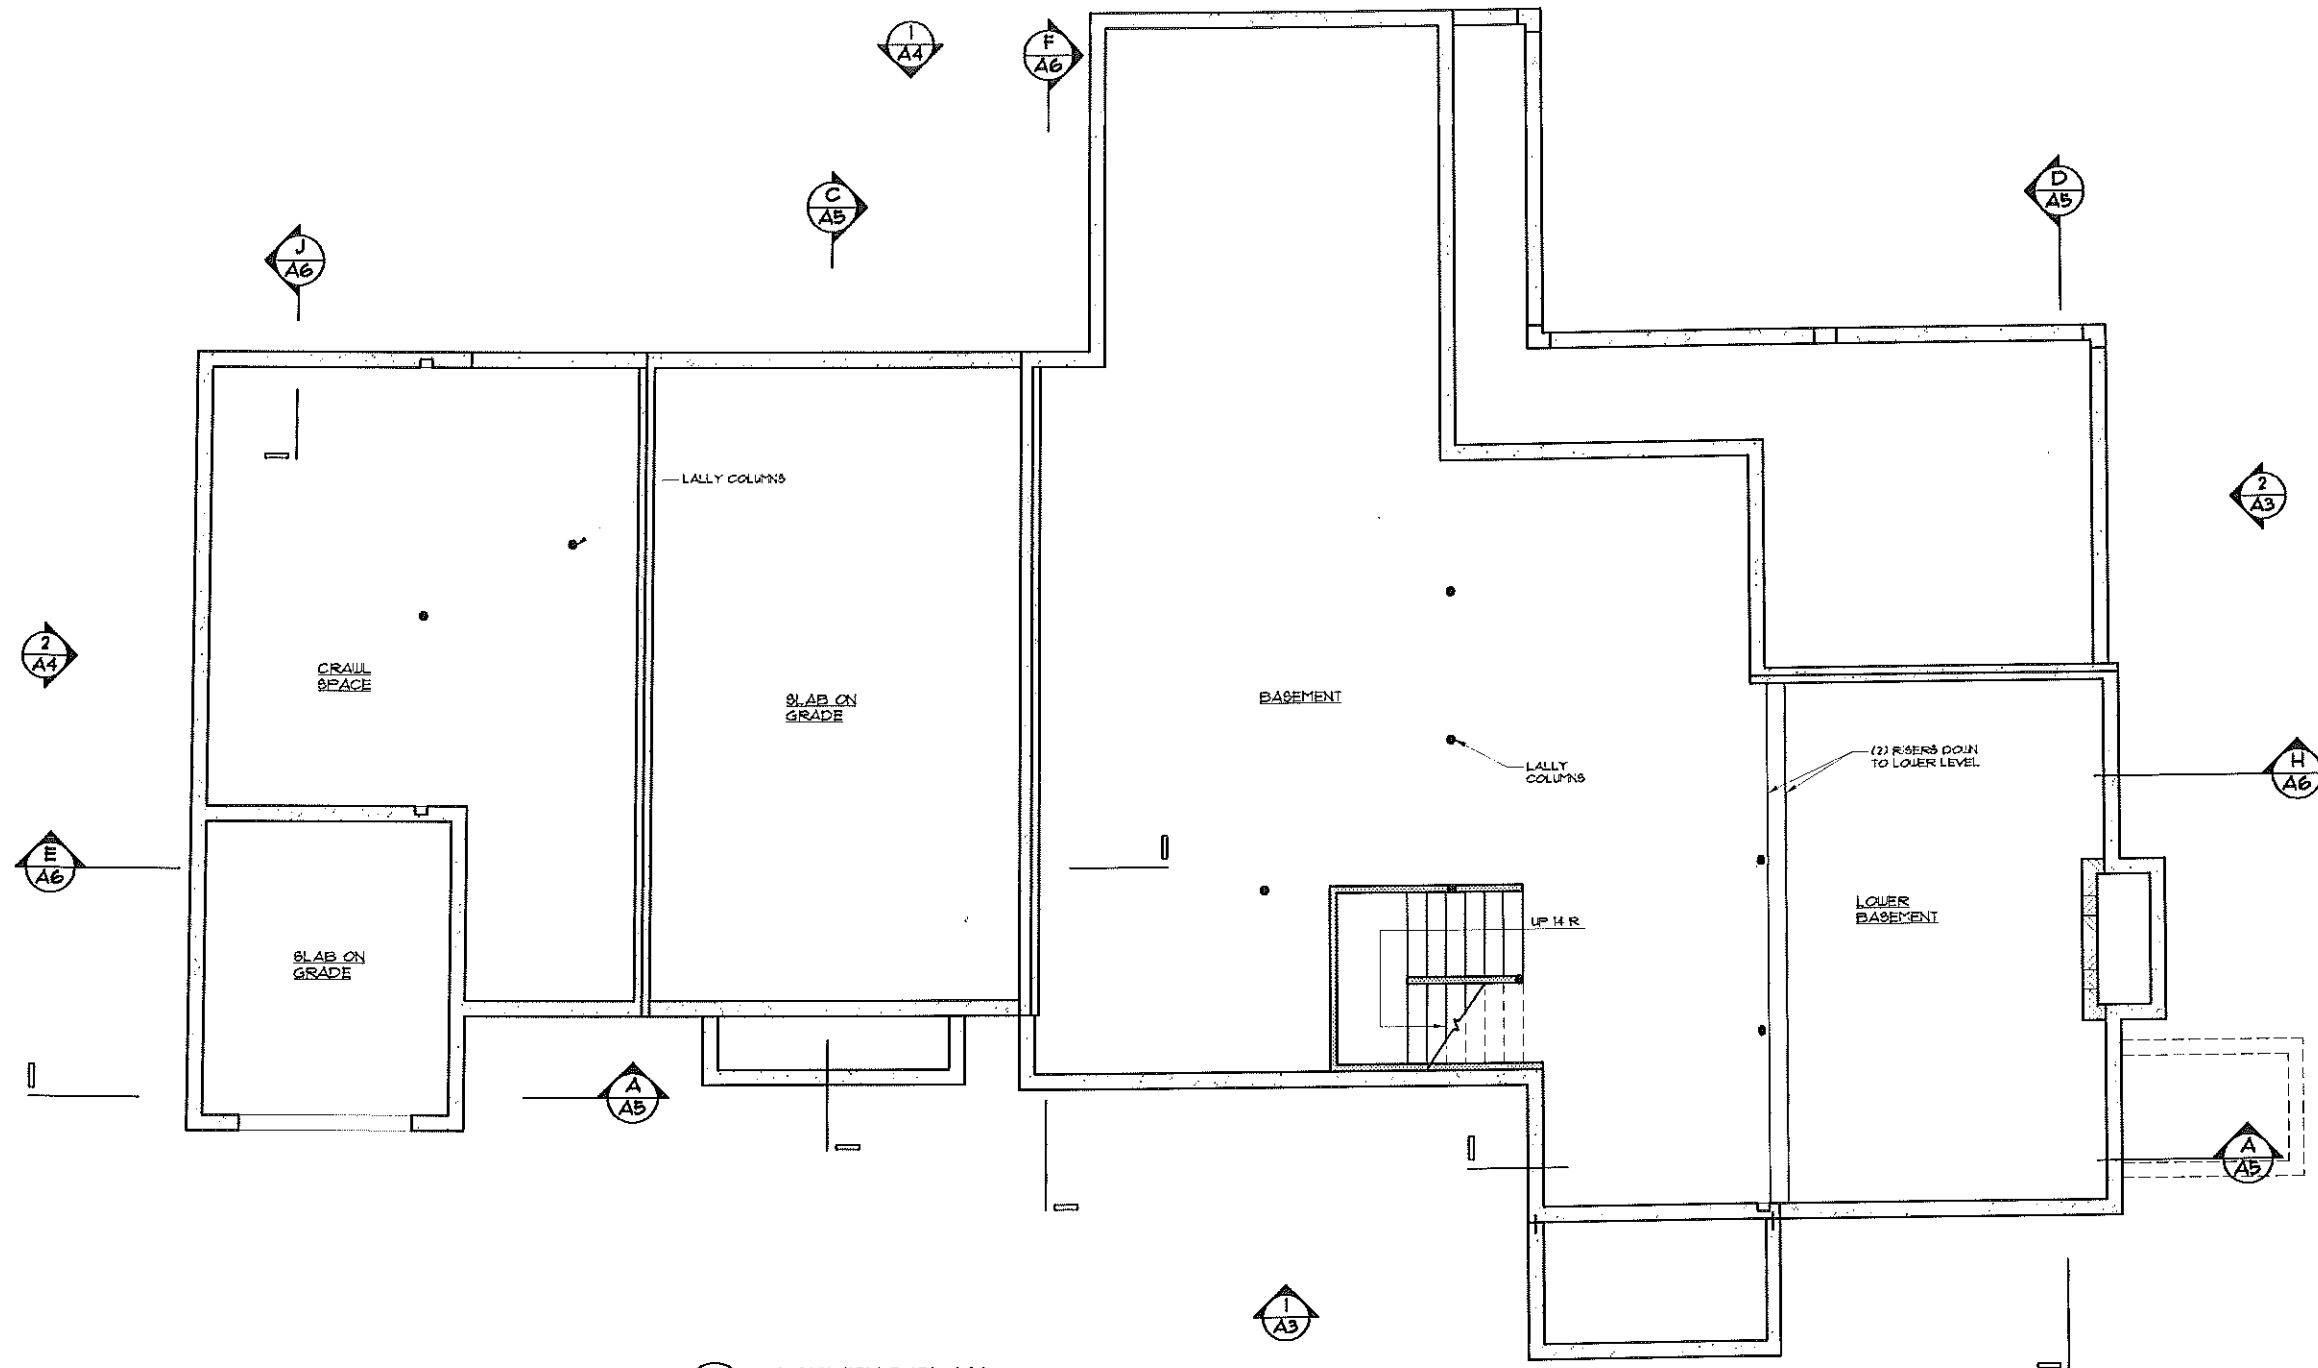 1
A4
F
A6
C
A5
D
A5
J
A6
LALLY COLUMNS
2
A3
2
A4
CRAWL
SPACE
SLAB ON
GRADE
BASEMENT
(2) RISERS DOWN
TO LOWER LEVEL
LALLY
COLUMNS
H
A6
E
A6
LOWER
BASEMENT
UP 14 R
SLAB ON
GRADE
A
A5
A
A5
1
A3